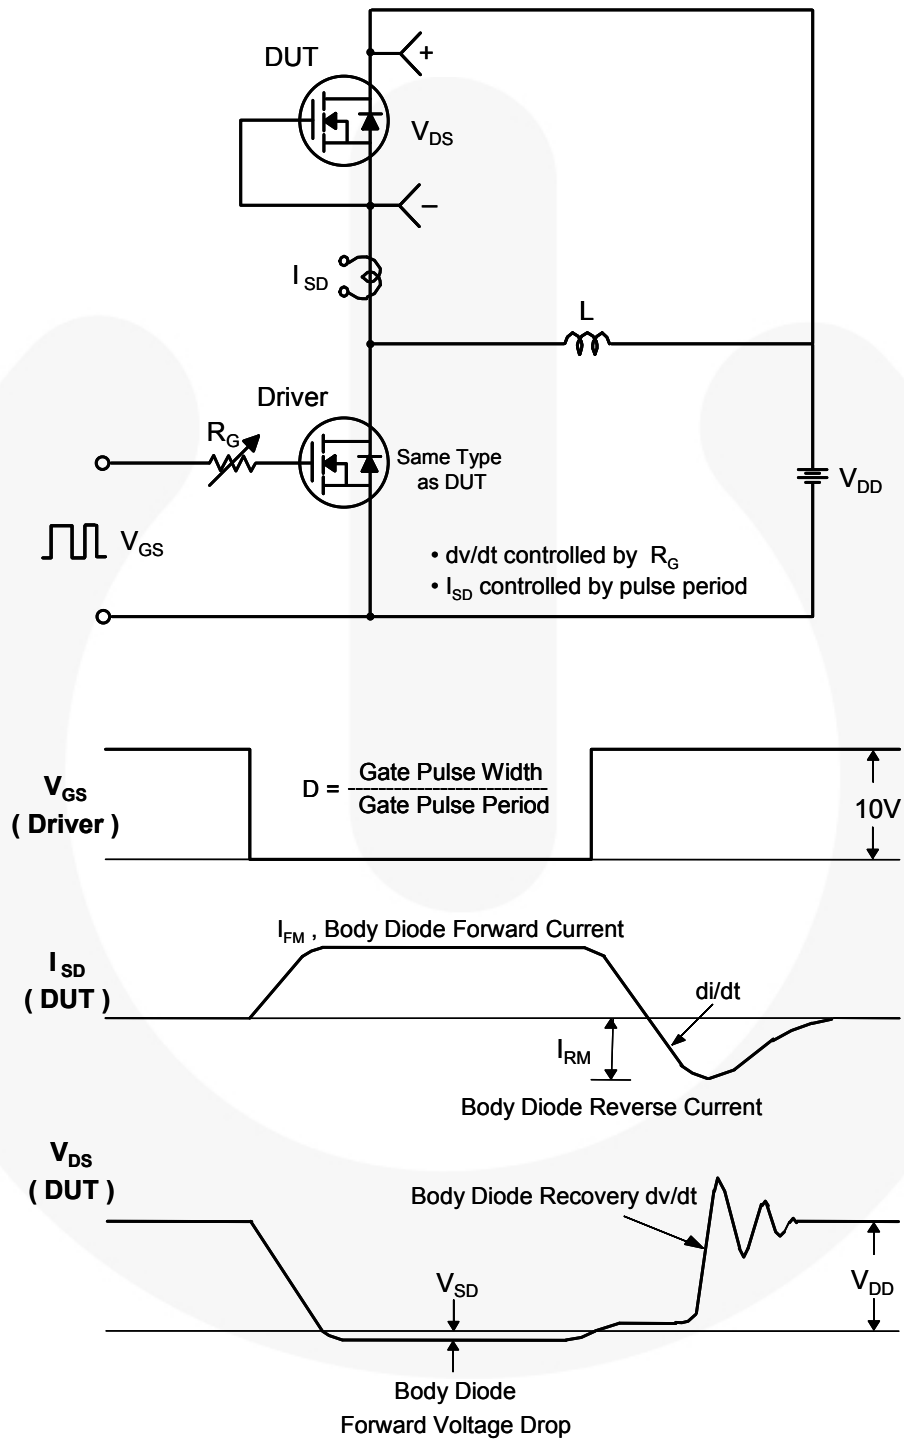 DUT
+
V_DS
−
I_SD
L
Driver
R_G
Same Type
as DUT
V_DD
V_GS
• dv/dt controlled by R_G
• I_SD controlled by pulse period
V_GS
( Driver )
D = Gate Pulse Width
Gate Pulse Period
10V
I_FM , Body Diode Forward Current
I_SD
( DUT )
di/dt
I_RM
Body Diode Reverse Current
V_DS
( DUT )
Body Diode Recovery dv/dt
V_SD
V_DD
Body Diode
Forward Voltage Drop